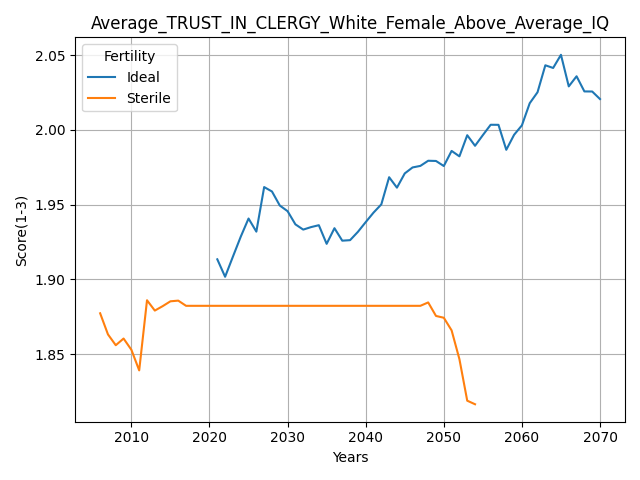 Average_TRUST_IN_CLERGY_White_Female_Above_Average_IQ
Fertility
Ideal
Sterile
Score(1-3)
2.05
2.00
1.95
1.90
1.85
2010 2020 2030 2040 2050 2060 2070
Years